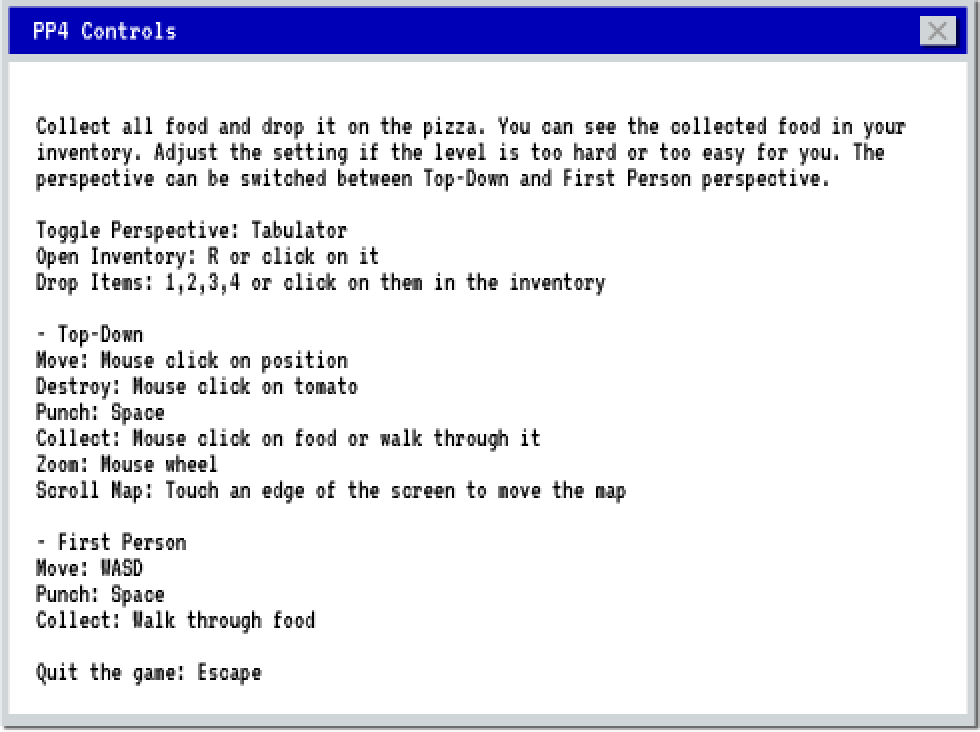 PP4 Controls
Collect all food and drop it on the pizza. You can see the collected food in your
inventory. Adjust the setting if the level is too hard or too easy for you. The
perspective can be switched between Top-Down and First Person perspective.
Toggle Perspective: Tabulator
Open Inventory: R or click on it
Drop Items: 1,2,3,4 or click on them in the inventory
- Top-Down
Move: Mouse click on position
Destroy: Mouse click on tomato
Punch: Space
Collect: Mouse click on food or walk through it
Zoom: Mouse wheel
Scroll Map: Touch an edge of the screen to move the map
- First Person
Move: WASD
Punch: Space
Collect: Walk through food
Quit the game: Escape